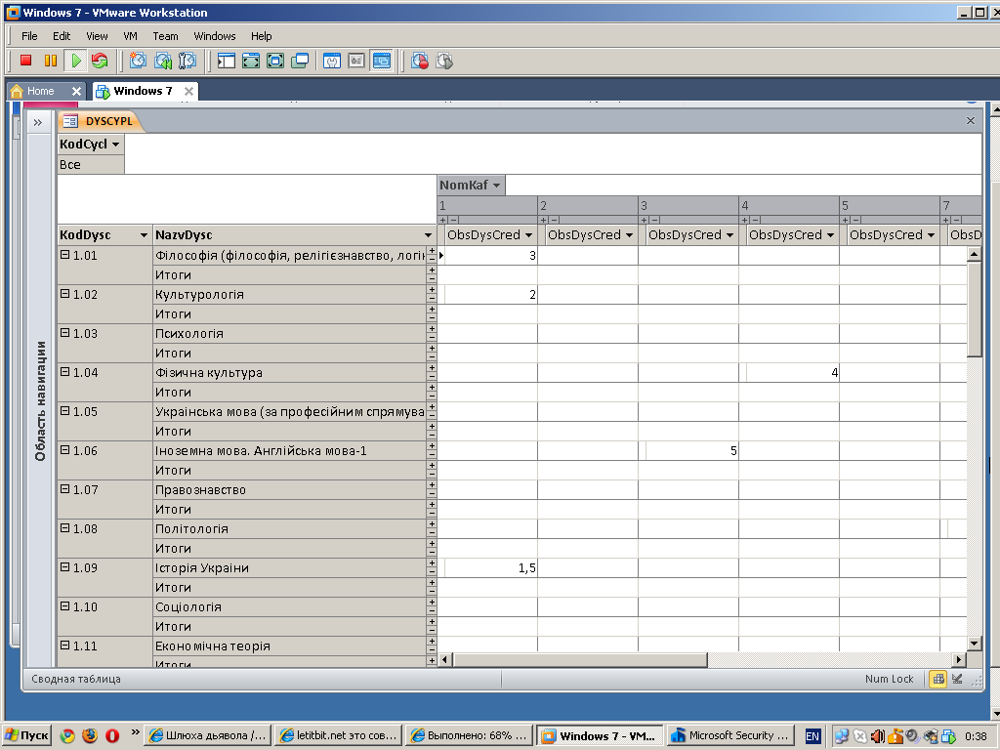 Windows 7 - VMware Workstation
File Edit View VM Team Windows Help
Home Windows 7
DYSCYPL
KodCycl
Все
NomKaf
1 2 3 4 5 7
KodDysc NazvDysc ObsDysCred ObsDysCred ObsDysCred ObsDysCred ObsDysCred ObsD
1.01 Філософія (філософія, релігієзнавство, логік 3
Итоги
1.02 Культурологія 2
Итоги
1.03 Психологія
Итоги
1.04 Фізична культура 4
Итоги
1.05 Українська мова (за професійним спрямува
Итоги
1.06 Іноземна мова. Англійська мова-1 5
Итоги
1.07 Правознавство
Итоги
1.08 Політологія
Итоги
1.09 Історія України 1,5
Итоги
1.10 Соціологія
Итоги
1.11 Економічна теорія
Итоги
Область навигации
Сводная таблица Num Lock
Пуск Шлюха дьявола /... letitbit.net это сов... Выполнено: 68% ... Windows 7 - VM... Microsoft Security ... EN 0:38